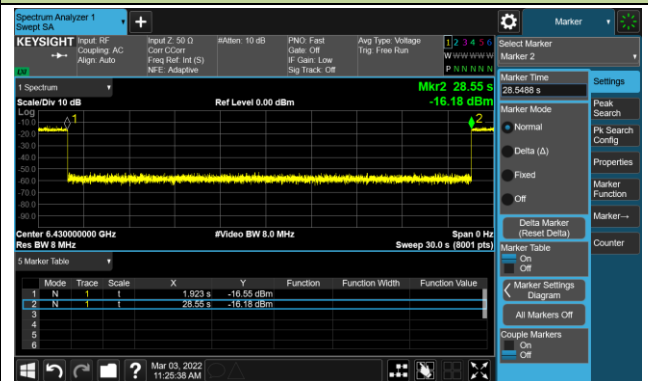 Spectrum Analyzer 1
Swept SA
+
Marker
KEYSIGHT Input: RF Input Z: 50 Ω #Atten: 10 dB PNO: Fast Avg Type: Voltage 1 2 3 4 5 6
Coupling: AC Corr CCorr Gate: Off Trig: Free Run
Align: Auto Freq Ref: Int (S) IF Gain: Low W W W W W W
NFE: Adaptive Sig Track: Off P N N N N N
LW
Select Marker
Marker 2
1 Spectrum
Mkr2 28.55 s
Scale/Div 10 dB Ref Level 0.00 dBm -16.18 dBm
Log
-10.0
-20.0
-30.0
-40.0
-50.0
-60.0
-70.0
-80.0
-90.0
1
2
Center 6.430000000 GHz #Video BW 8.0 MHz Span 0 Hz
Res BW 8 MHz Sweep 30.0 s (8001 pts)
5 Marker Table
Mode Trace Scale X Y Function Function Width Function Value
1 N 1 t 1.923 s -16.55 dBm
2 N 1 t 28.55 s -16.18 dBm
3
4
5
6
Marker Time
28.5488 s
Marker Mode
Normal
Delta (Δ)
Fixed
Off
Delta Marker
(Reset Delta)
Marker Table
On
Off
Marker Settings
Diagram
All Markers Off
Couple Markers
On
Off
Settings
Peak
Search
Pk Search
Config
Properties
Marker
Function
Marker→
Counter
?
Mar 03, 2022
11:25:38 AM